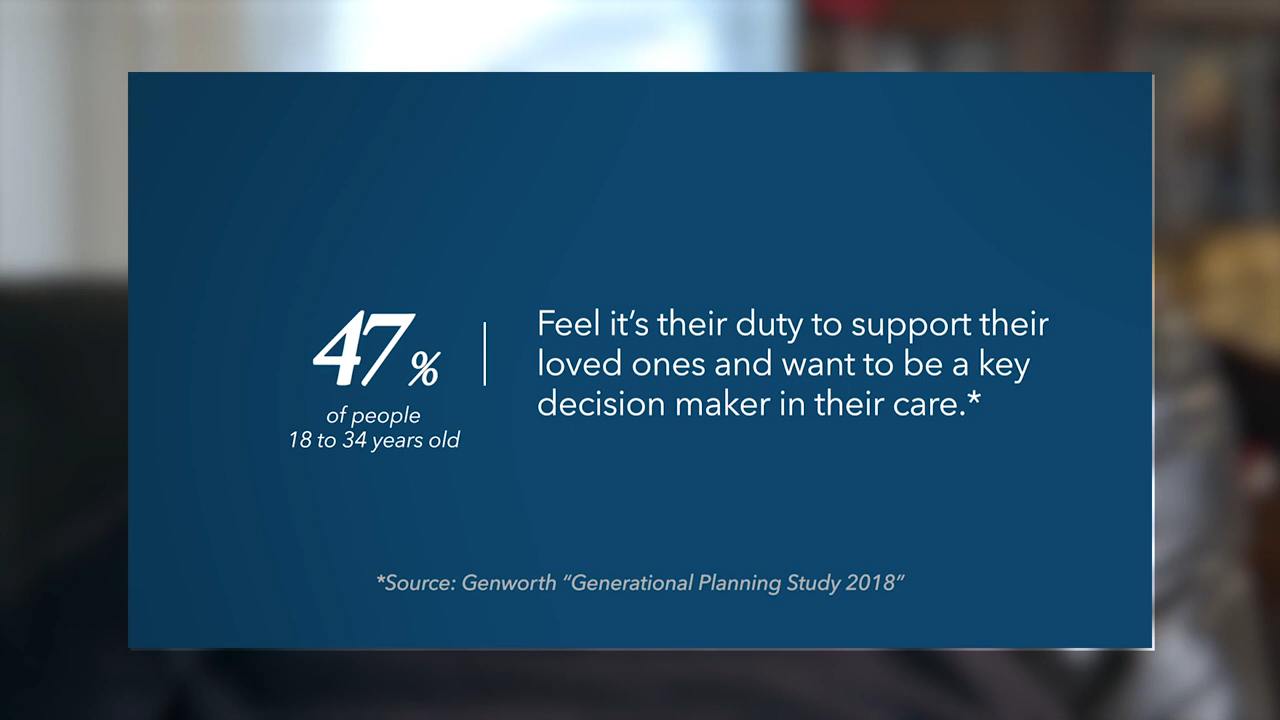 47%
of people
18 to 34 years old
Feel it's their duty to support their
loved ones and want to be a key
decision maker in their care.*
*Source: Genworth “Generational Planning Study 2018”